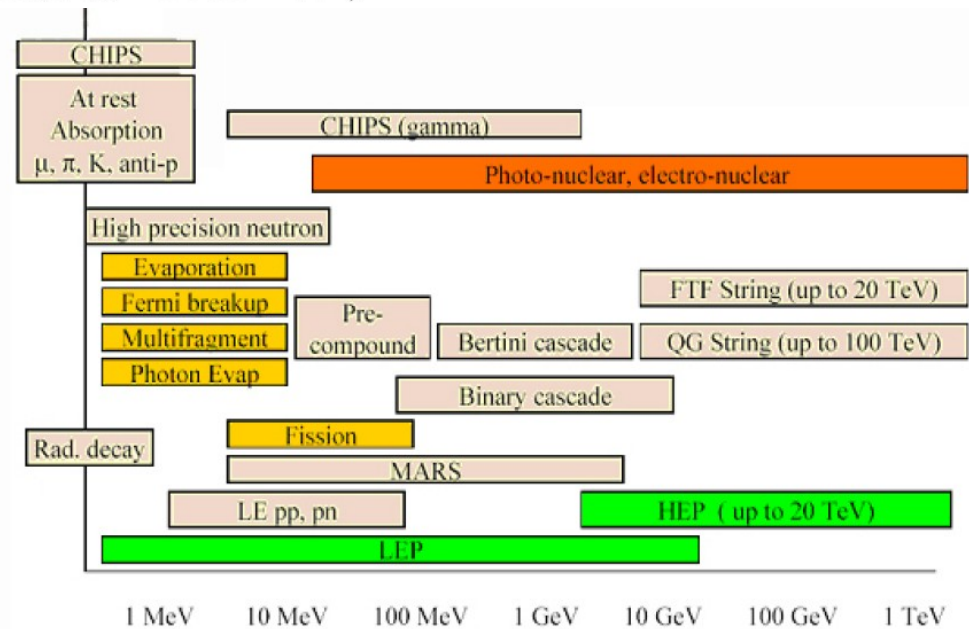 CHIPS
At rest
Absorption
μ, π, K, anti-p
CHIPS (gamma)
Photo-nuclear, electro-nuclear
High precision neutron
Evaporation
FTF String (up to 20 TeV)
Fermi breakup
Pre-
compound
Multifragment
Bertini cascade
QG String (up to 100 TeV)
Photon Evap
Binary cascade
Fission
Rad. decay
MARS
LE pp, pn
HEP ( up to 20 TeV)
LEP
1 MeV 10 MeV 100 MeV 1 GeV 10 GeV 100 GeV 1 TeV